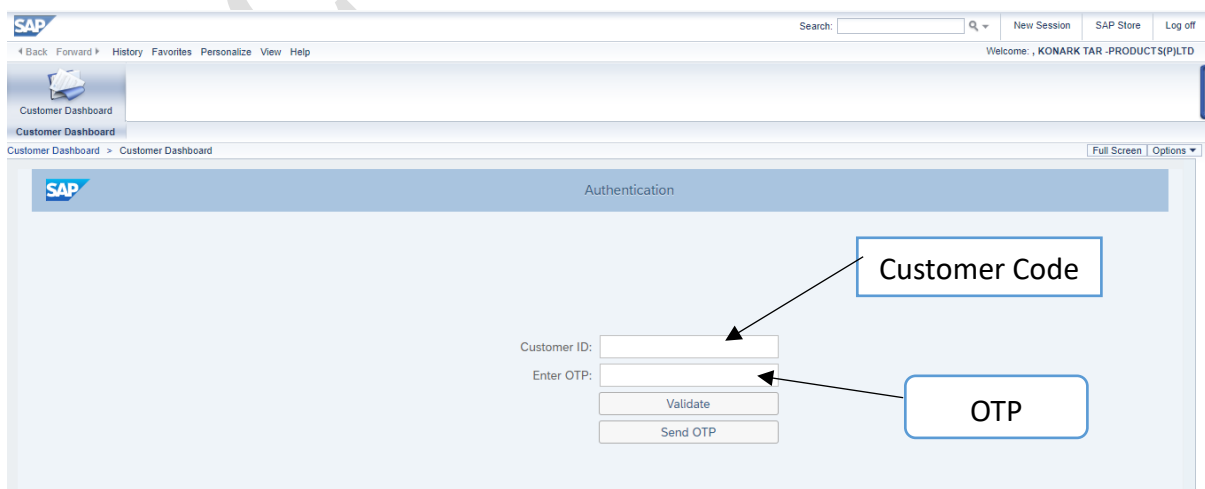 SAP
Search:
New Session
SAP Store
Log off
Back Forward History Favorites Personalize View Help
Welcome: , KONARK TAR -PRODUCTS(P)LTD
Customer Dashboard
Customer Dashboard
Customer Dashboard > Customer Dashboard
Full Screen
Options
SAP
Authentication
Customer Code
Customer ID:
Enter OTP:
Validate
OTP
Send OTP